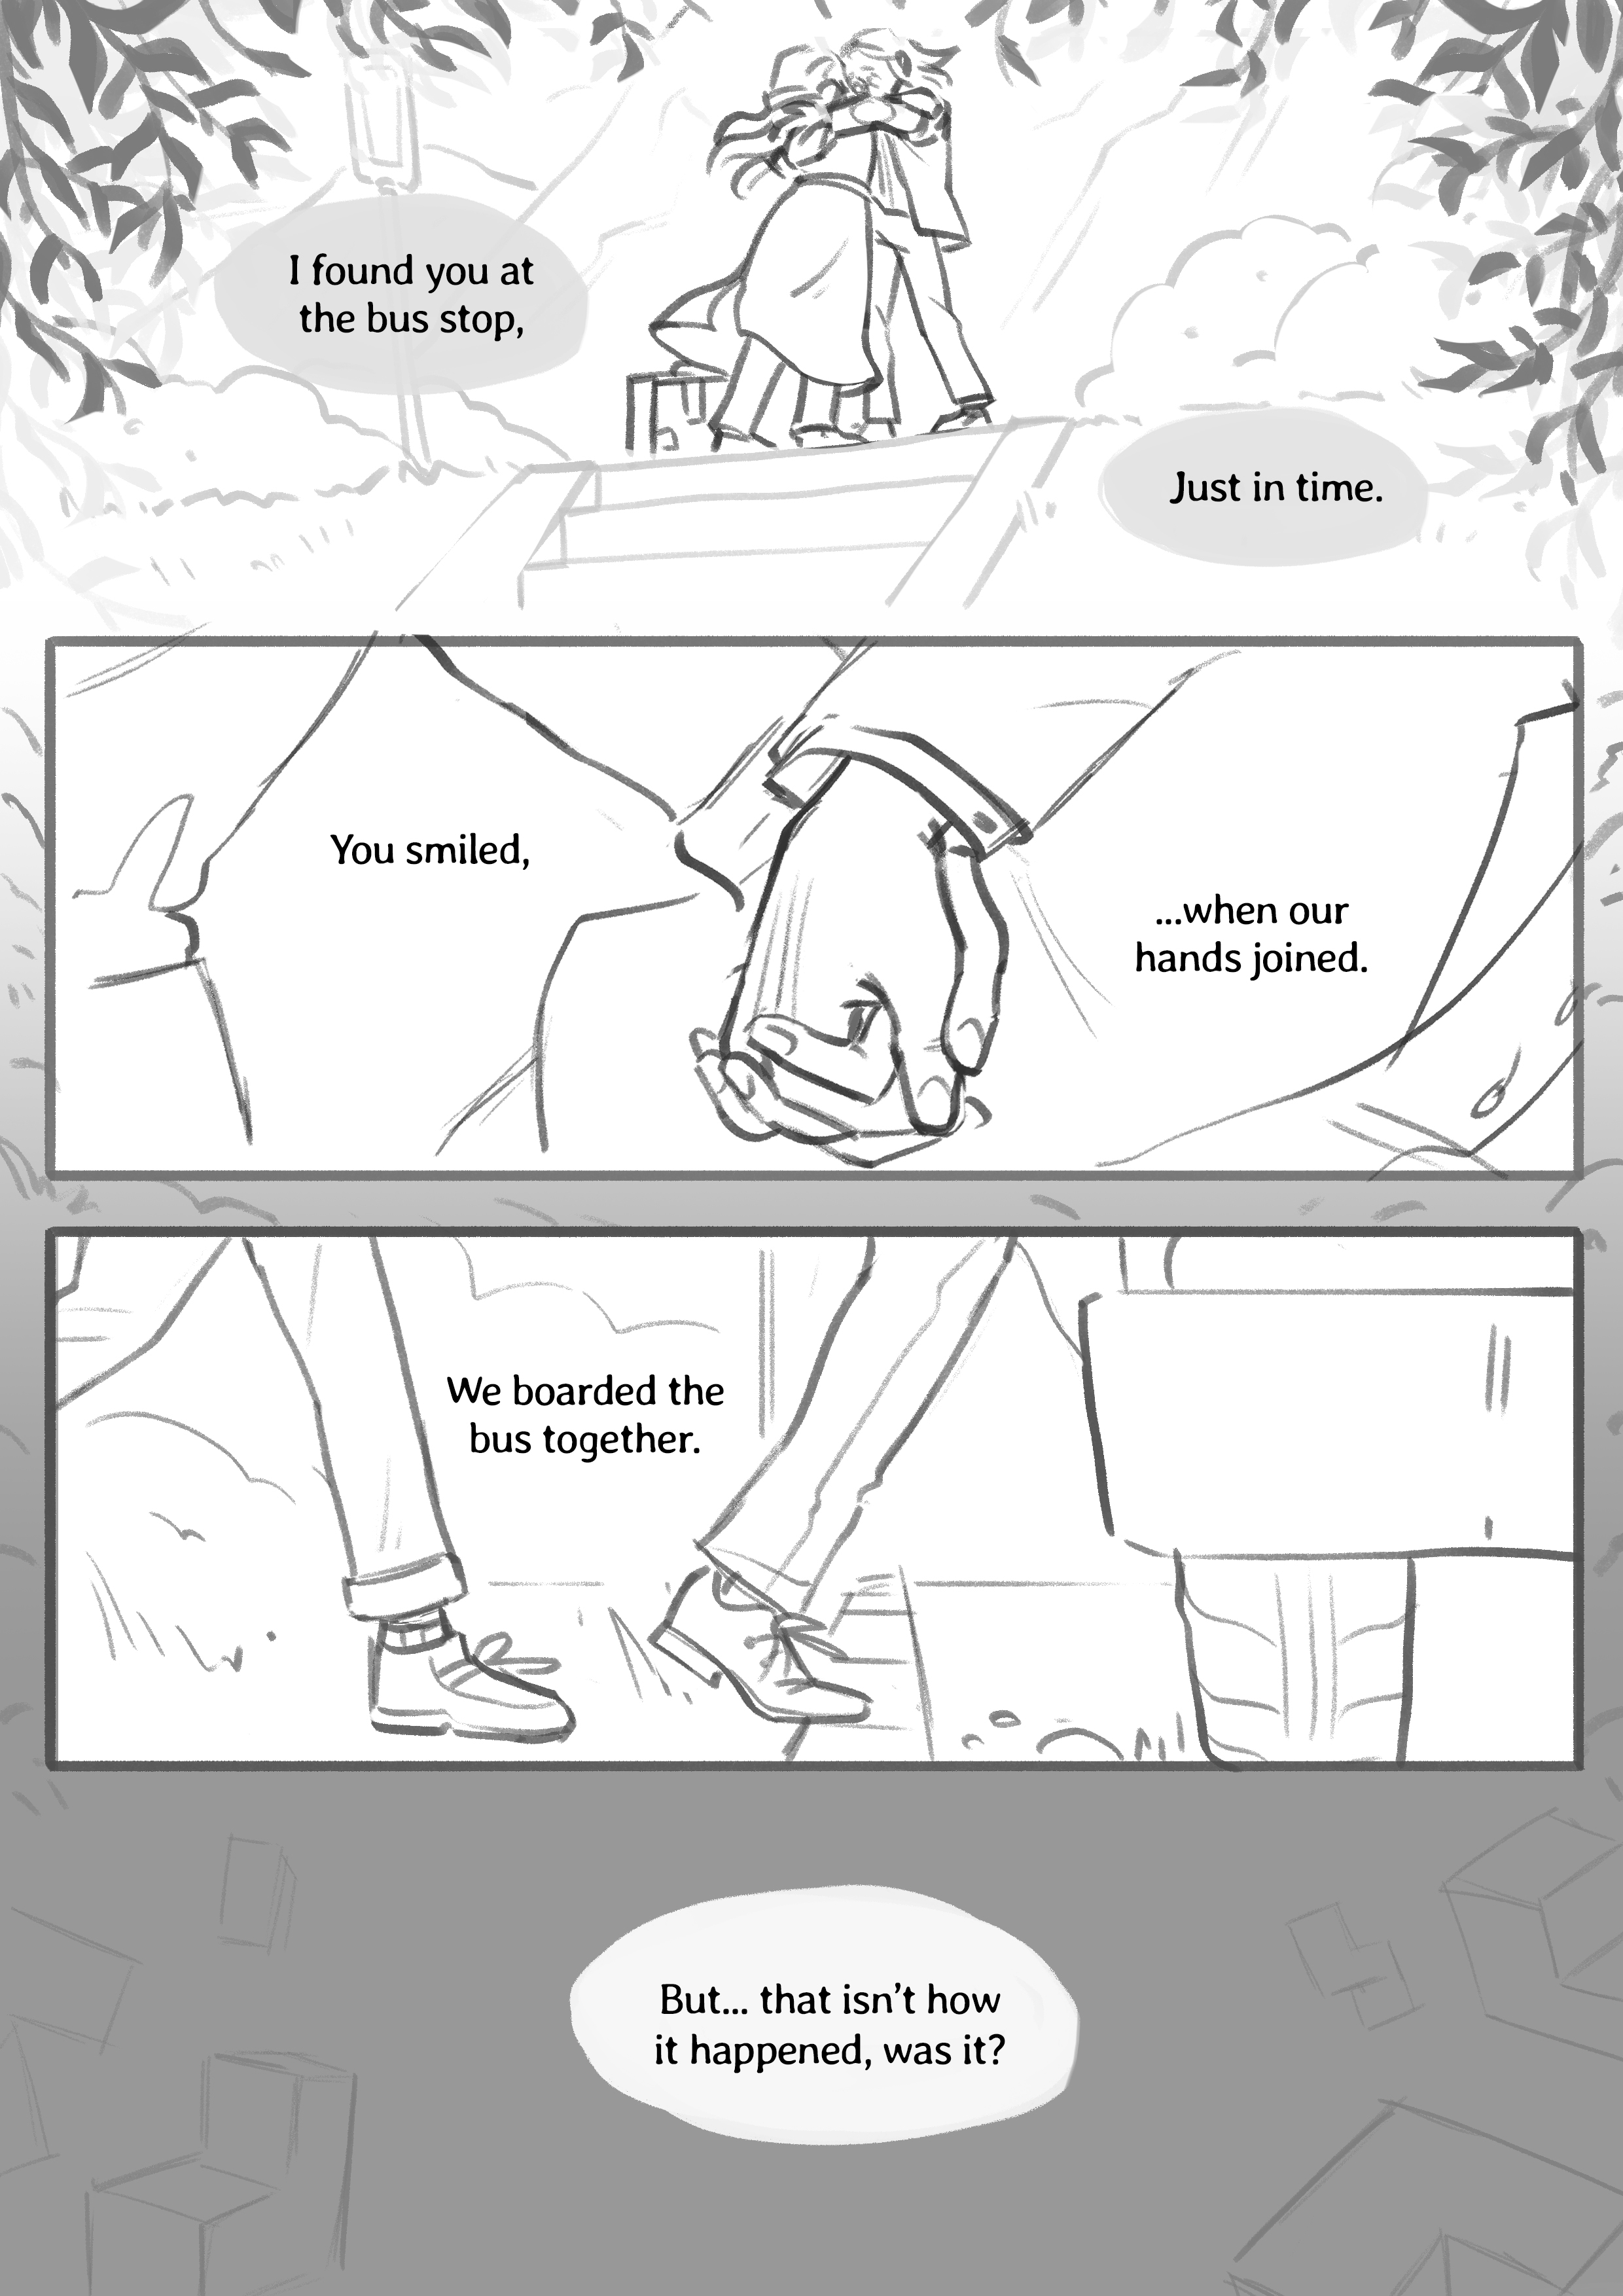 I found you at
the bus stop,
Just in time.
You smiled,
...when our
hands joined.
We boarded the
bus together.
But... that isn't how
it happened, was it?